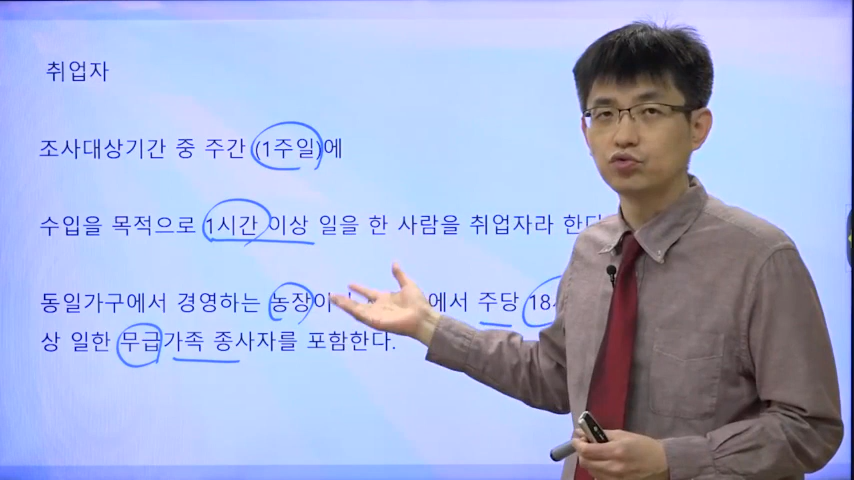 취업자
조사대상기간 중 주간 (1주일)에
수입을 목적으로 1시간 이상 일을 한 사람을 취업자라 한다
동일가구에서 경영하는 농장이 에서 주당 18
상 일한 무급가족 종사자를 포함한다.